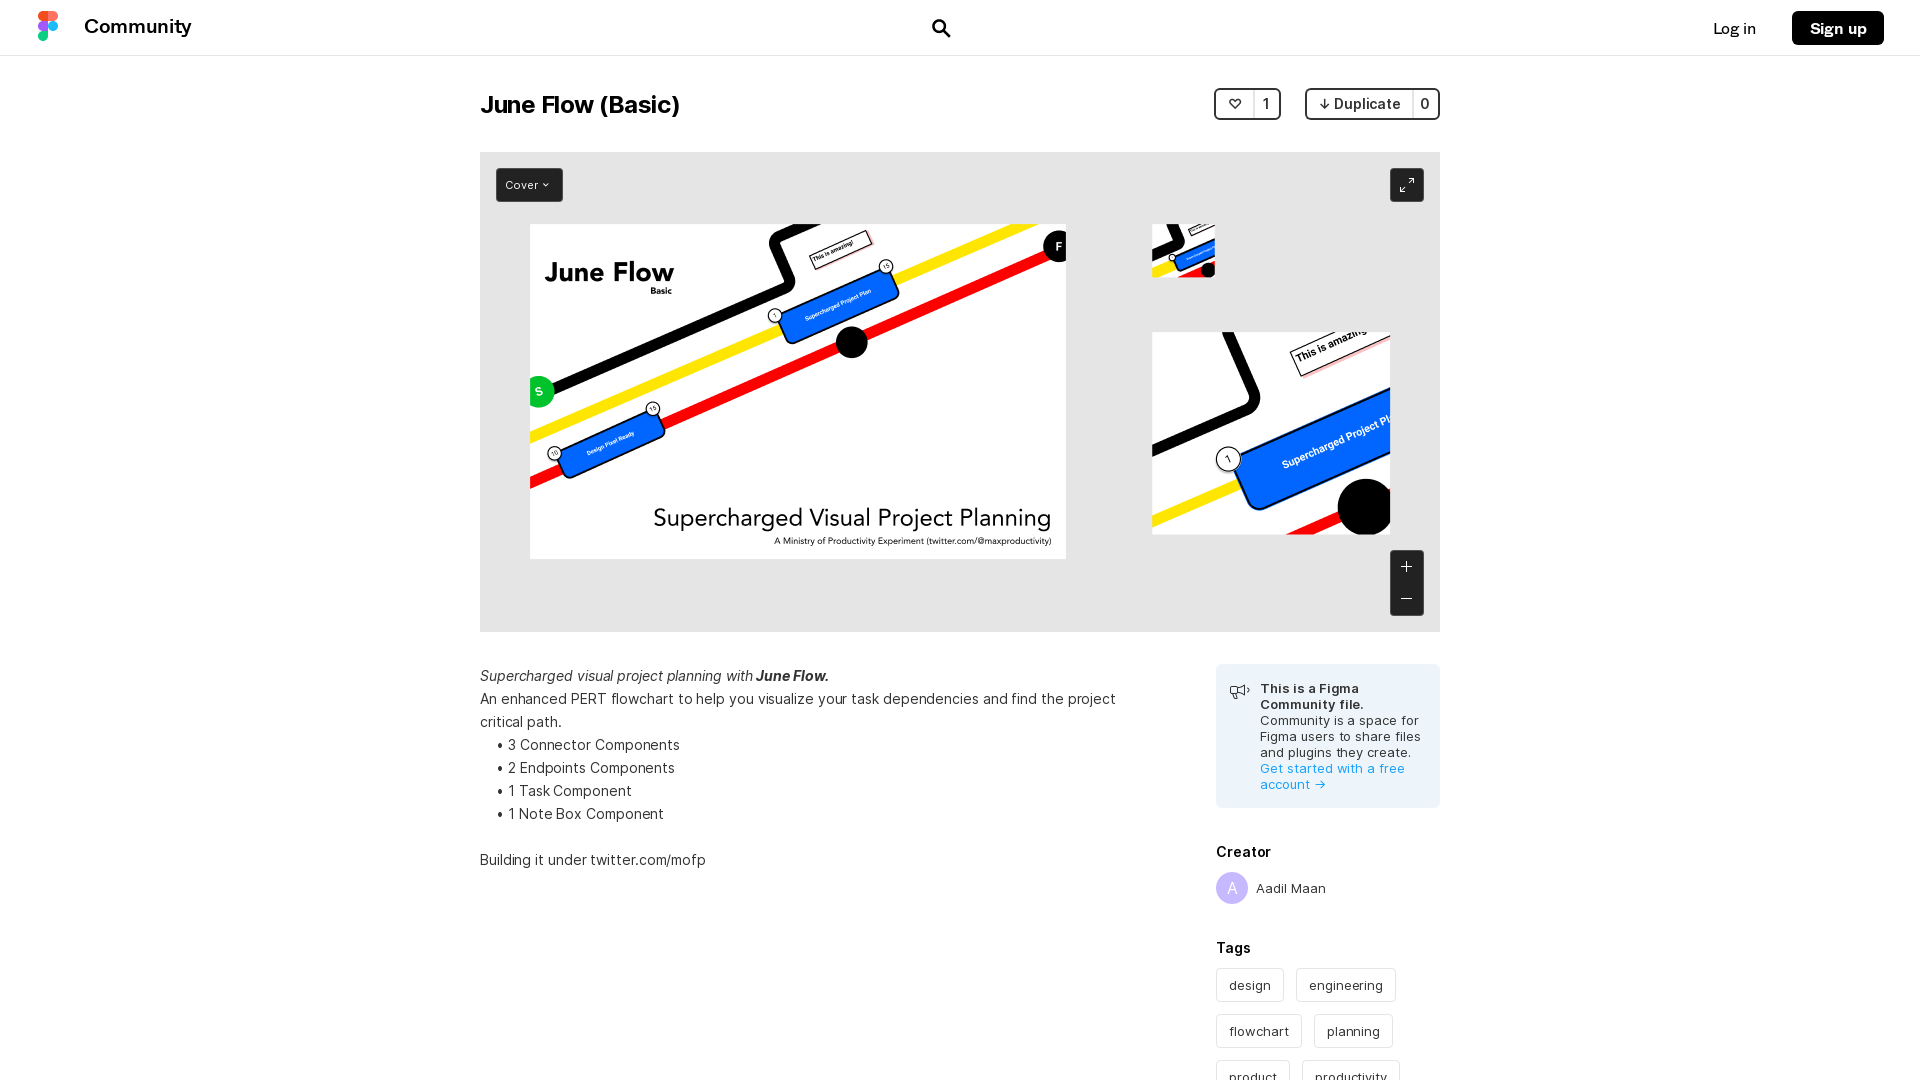 Community
Log in
Sign up
June Flow (Basic)
1
Duplicate
0
Cover
June Flow
Basic
This is amazing!
F
15
Supercharged Project Plan
1
S
15
Design Pixel Ready
10
Supercharged Visual Project Planning
A Ministry of Productivity Experiment (twitter.com/@maxproductivity)
This is amazing
Supercharged Project Pl
1
Supercharged visual project planning with June Flow.
An enhanced PERT flowchart to help you visualize your task dependencies and find the project
critical path.
• 3 Connector Components
• 2 Endpoints Components
• 1 Task Component
• 1 Note Box Component
Building it under twitter.com/mofp
This is a Figma
Community file.
Community is a space for
Figma users to share files
and plugins they create.
Get started with a free
account →
Creator
A
Aadil Maan
Tags
design
engineering
flowchart
planning
product
productivity